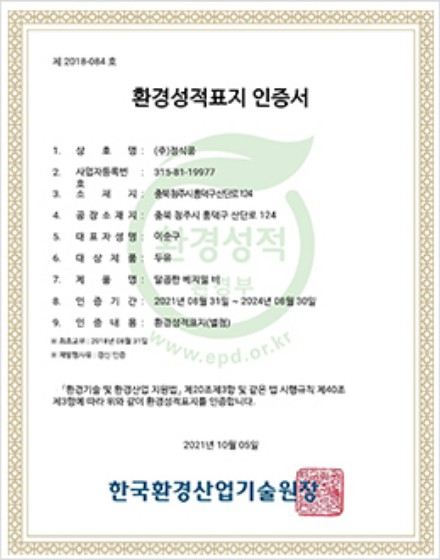 제 2018-084 호
환경성적표지 인증서
1. 상 호 명 : (주)정식품
2. 사업자등록번호 : 315-81-19977
3. 소 재 지 : 충북 청주시 흥덕구 산단로 124
4. 공 장 소 재 지 : 충북 청주시 흥덕구 산단로 124
5. 대 표 자 성 명 : 이순구
6. 대 상 제 품 : 두유
7. 제 품 명 : 달콤한 베지밀 비
8. 인 증 기 간 : 2021년 08월 31일 ~ 2024년 08월 30일
9. 인 증 내 용 : 환경성적표지(별첨)
※ 최초교부 : 2018년 08월 31일
※ 재발행사유 : 갱신 인증
「환경기술 및 환경산업 지원법」 제20조제3항 및 같은 법 시행규칙 제40조
제3항에 따라 위와 같이 환경성적표지를 인증합니다.
2021년 10월 05일
한국환경산업기술원장
환경성적
환경부
www.epd.or.kr